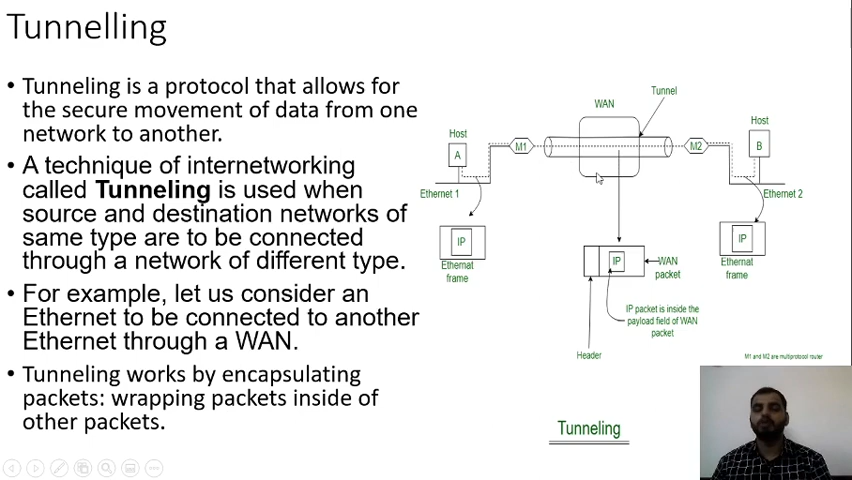 Tunnelling
• Tunneling is a protocol that allows for
the secure movement of data from one
network to another.
• A technique of internetworking
called Tunneling is used when
source and destination networks of
same type are to be connected
through a network of different type.
• For example, let us consider an
Ethernet to be connected to another
Ethernet through a WAN.
• Tunneling works by encapsulating
packets: wrapping packets inside of
other packets.
Tunnel
WAN
Host
A
M1
M2
Host
B
Ethernet 1
Ethernet 2
IP
Ethernat
frame
IP
WAN
packet
IP
Ethernat
frame
IP packet is inside the
payload field of WAN
packet
Header
M1 and M2 are multiprotocol router
Tunneling